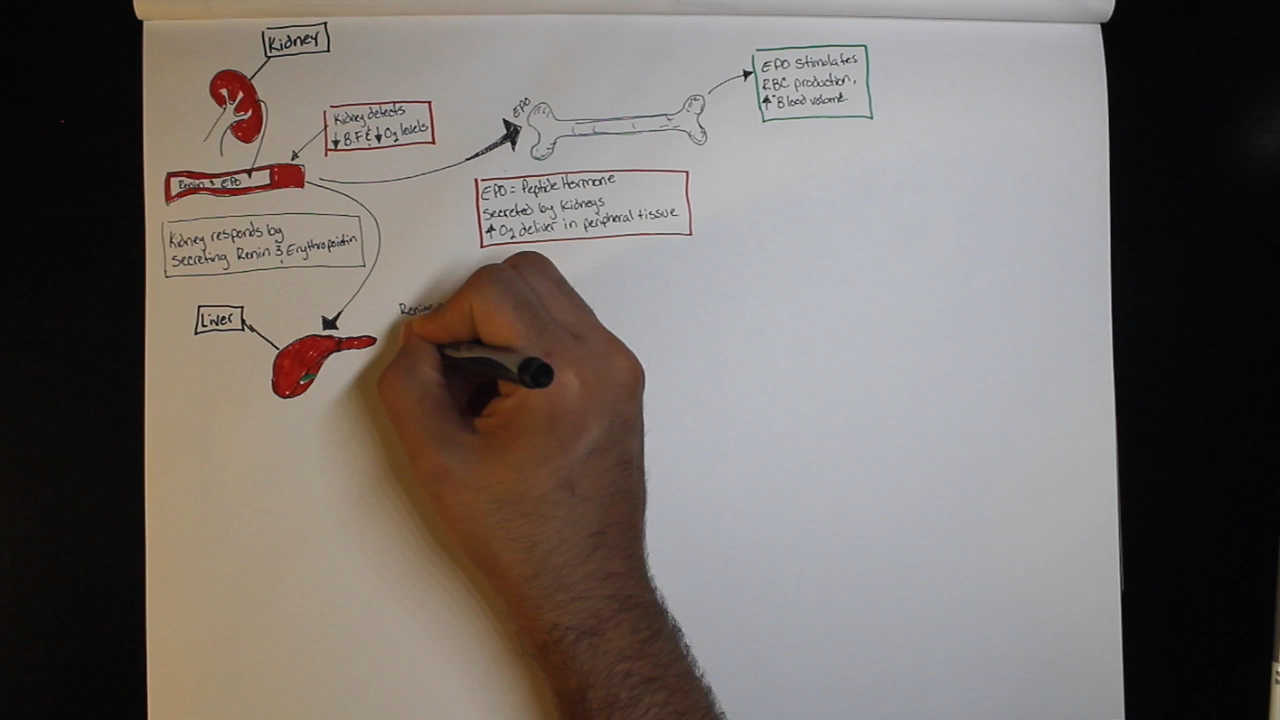 Kidney
Kidney detects
↓ B.F & ↓ O2 levels
EPO
EPO Stimulates
RBC production,
↑ Blood volume.
Renin & EPO
EPO = Peptide Hormone
Secreted by Kidneys
↑ O2 deliver in peripheral tissue
Kidney responds by
Secreting Renin & Erythropoietin
Liver